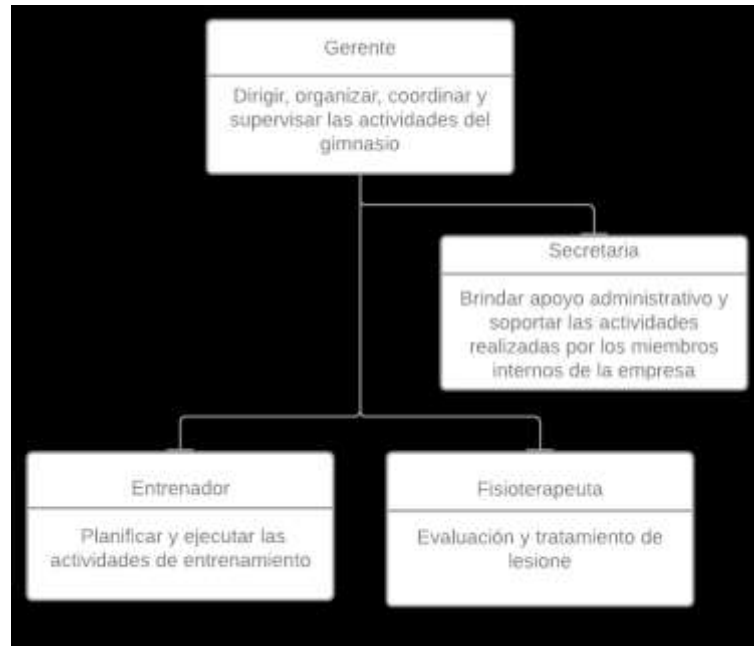 Gerente
Dirigir, organizar, coordinar y
supervisar las actividades del
gimnasio
Secretaria
Brindar apoyo administrativo y
soportar las actividades
realizadas por los miembros
internos de la empresa
Entrenador
Planificar y ejecutar las
actividades de entrenamiento
Fisioterapeuta
Evaluación y tratamiento de
lesione